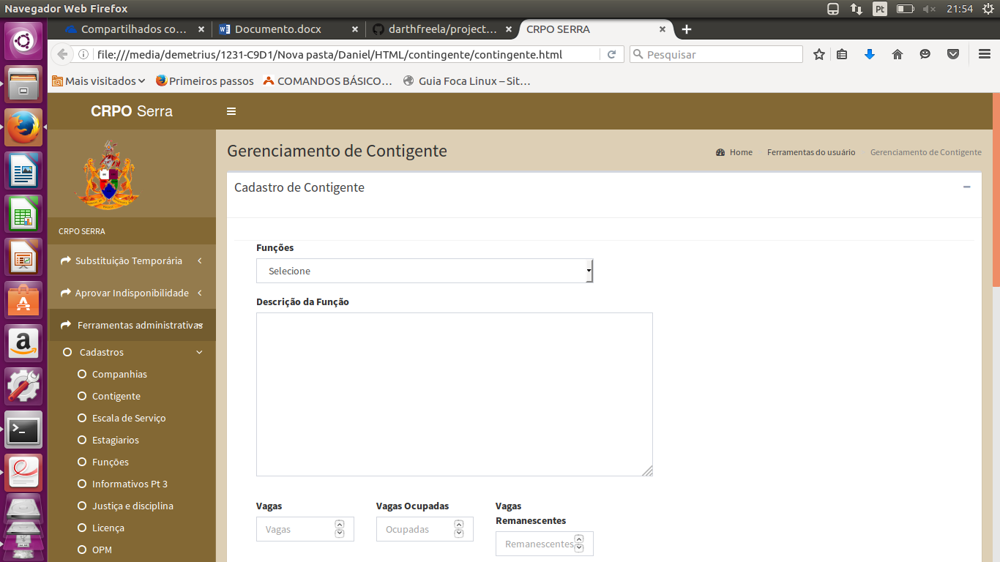 Navegador Web Firefox
Pt
21:54
Compartilhados co...
Documento.docx
darthfreela/project...
CRPO SERRA
file:///media/demetrius/1231-C9D1/Nova pasta/Daniel/HTML/contingente/contingente.html
Pesquisar
Mais visitados
Primeiros passos
COMANDOS BÁSICO...
Guia Foca Linux – Sit...
CRPO Serra
Gerenciamento de Contigente
Home
Ferramentas do usuário
Gerenciamento de Contigente
Cadastro de Contigente
CRPO SERRA
Substituição Temporária
Aprovar Indisponibilidade
Ferramentas administrativas
Cadastros
Companhias
Contigente
Escala de Serviço
Estagiarios
Funções
Informativos Pt 3
Justiça e disciplina
Licença
OPM
Funções
Selecione
Descrição da Função
Vagas
Vagas
Vagas Ocupadas
Ocupadas
Vagas
Remanescentes
Remanescentes